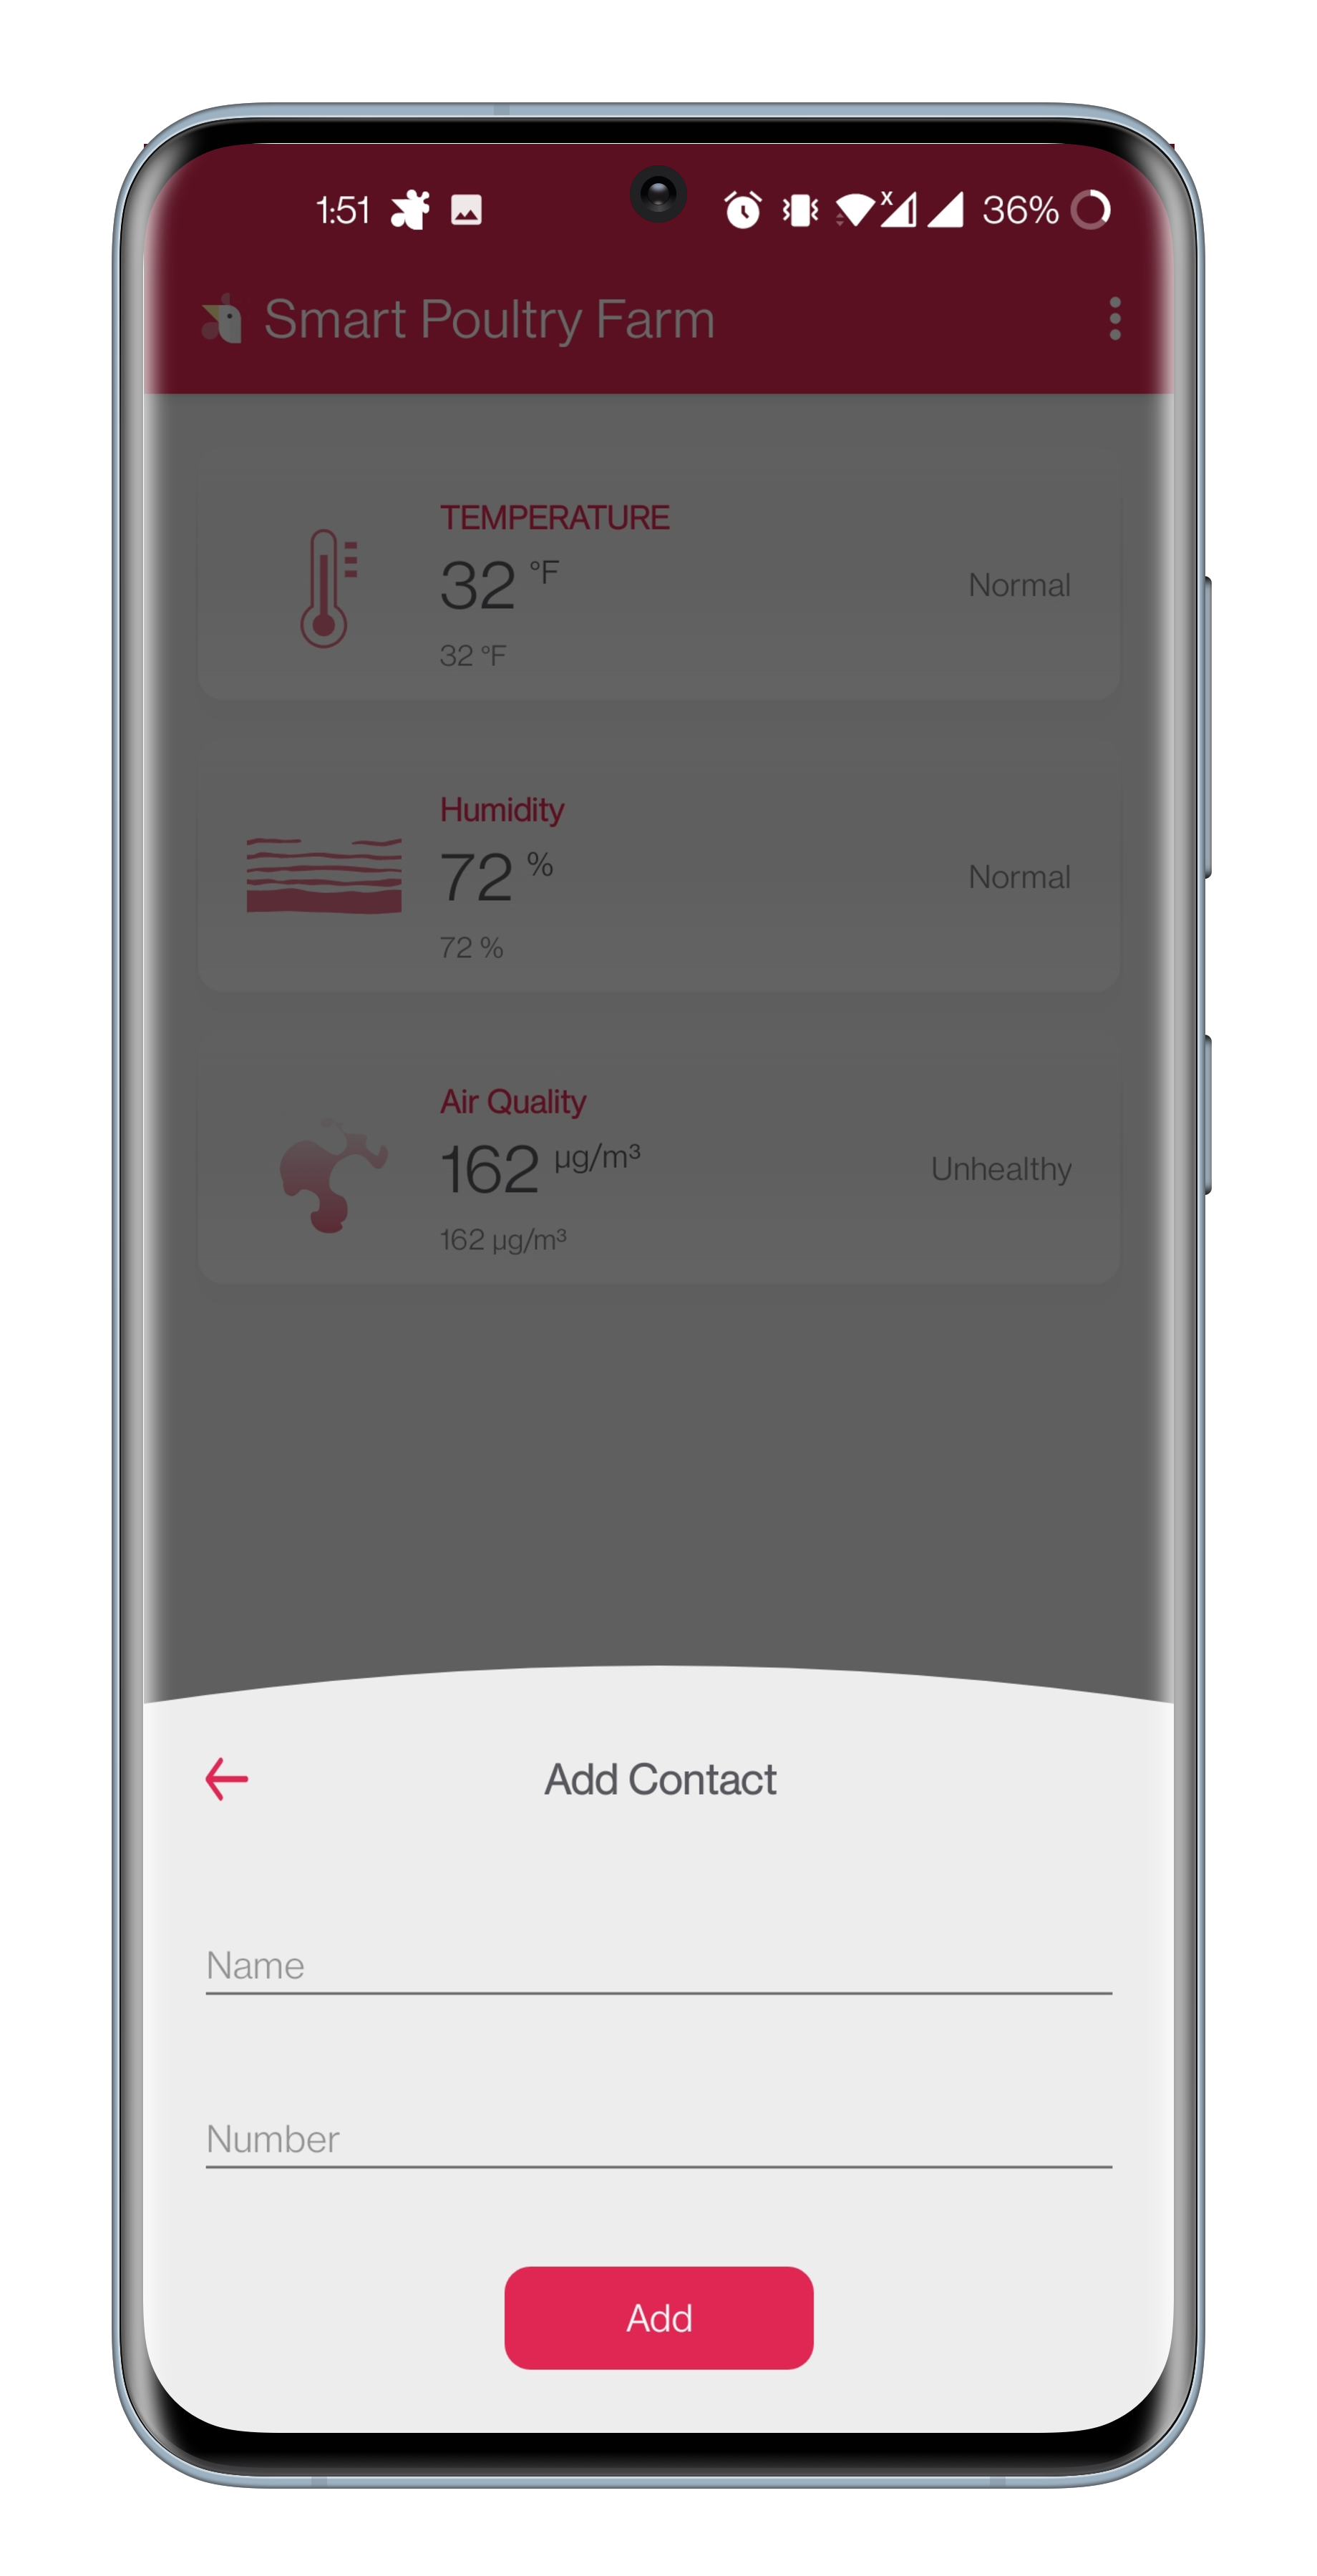 1:51 36%
Smart Poultry Farm
TEMPERATURE
32 °F
Normal
32 °F
Humidity
72 %
Normal
72 %
Air Quality
162 µg/m³
Unhealthy
162 µg/m³
Add Contact
Name
Number
Add